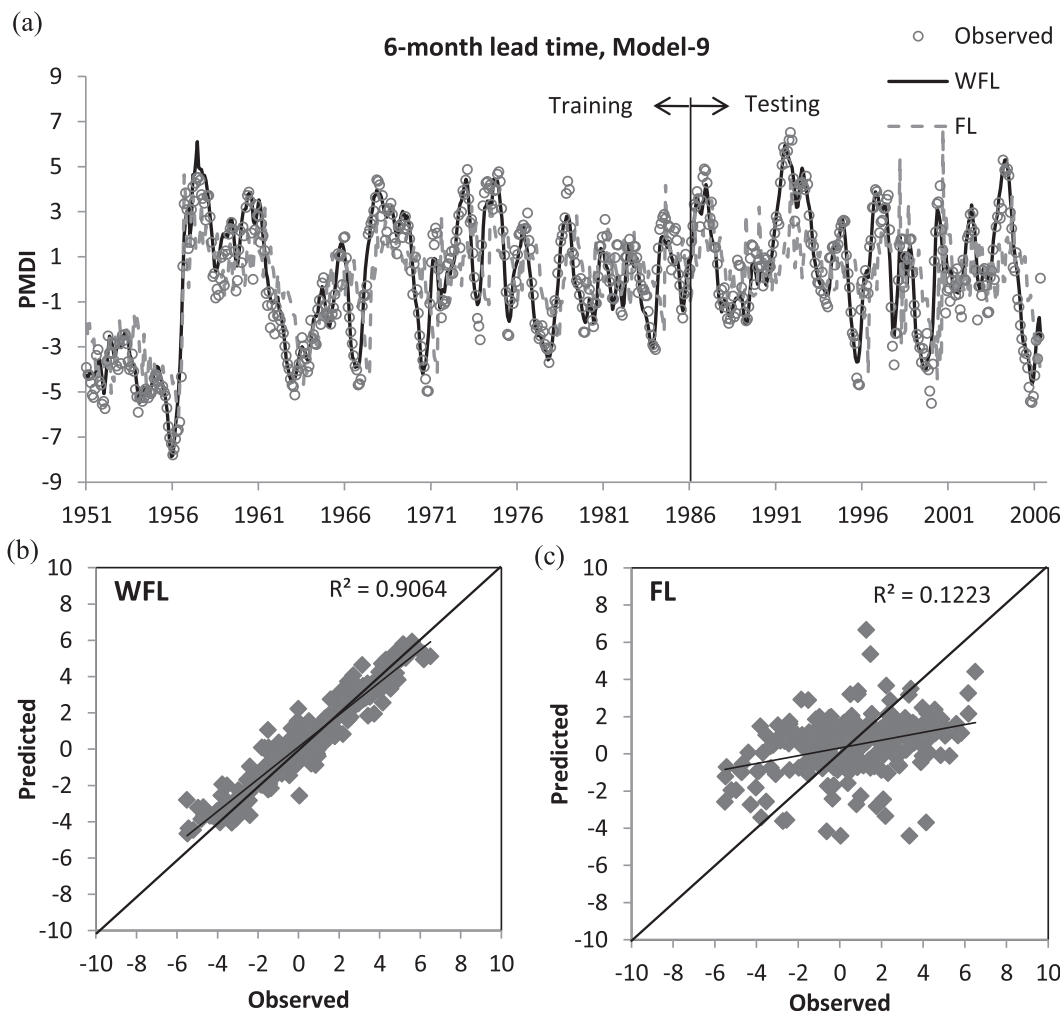 (a)
6-month lead time, Model-9
Observed
WFL
FL
Training
Testing
PMDI
9
7
5
3
1
-1
-3
-5
-7
-9
1951 1956 1961 1966 1971 1976 1981 1986 1991 1996 2001 2006
(b)
WFL
R² = 0.9064
Predicted
10
8
6
4
2
0
-2
-4
-6
-8
-10
-10 -8 -6 -4 -2 0 2 4 6 8 10
Observed
(c)
FL
R² = 0.1223
Predicted
10
8
6
4
2
0
-2
-4
-6
-8
-10
-10 -8 -6 -4 -2 0 2 4 6 8 10
Observed